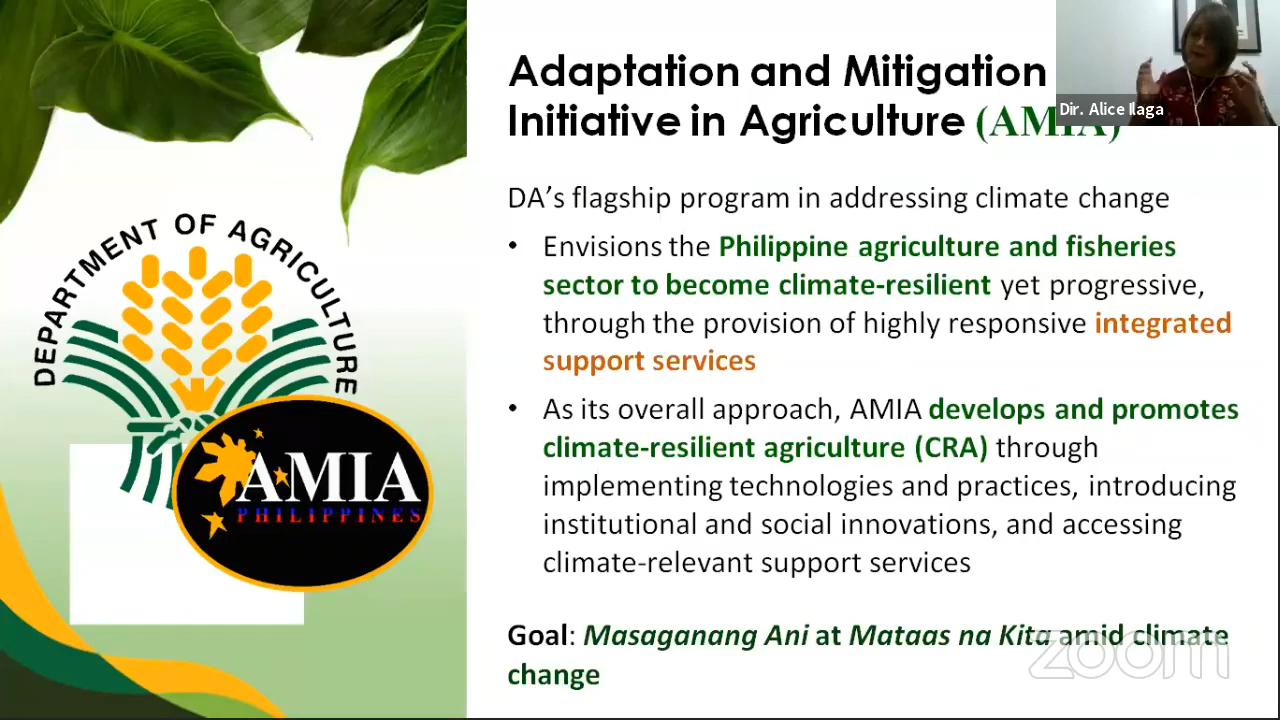 Adaptation and Mitigation
Initiative in Agriculture (AMIA)
Dir. Alice Ilaga
DA's flagship program in addressing climate change
• Envisions the Philippine agriculture and fisheries
sector to become climate-resilient yet progressive,
through the provision of highly responsive integrated
support services
• As its overall approach, AMIA develops and promotes
climate-resilient agriculture (CRA) through
implementing technologies and practices, introducing
institutional and social innovations, and accessing
climate-relevant support services
Goal: Masaganang Ani at Mataas na Kita amid climate
change
DEPARTMENT OF AGRICULTURE
AMIA
PHILIPPINES
zoom